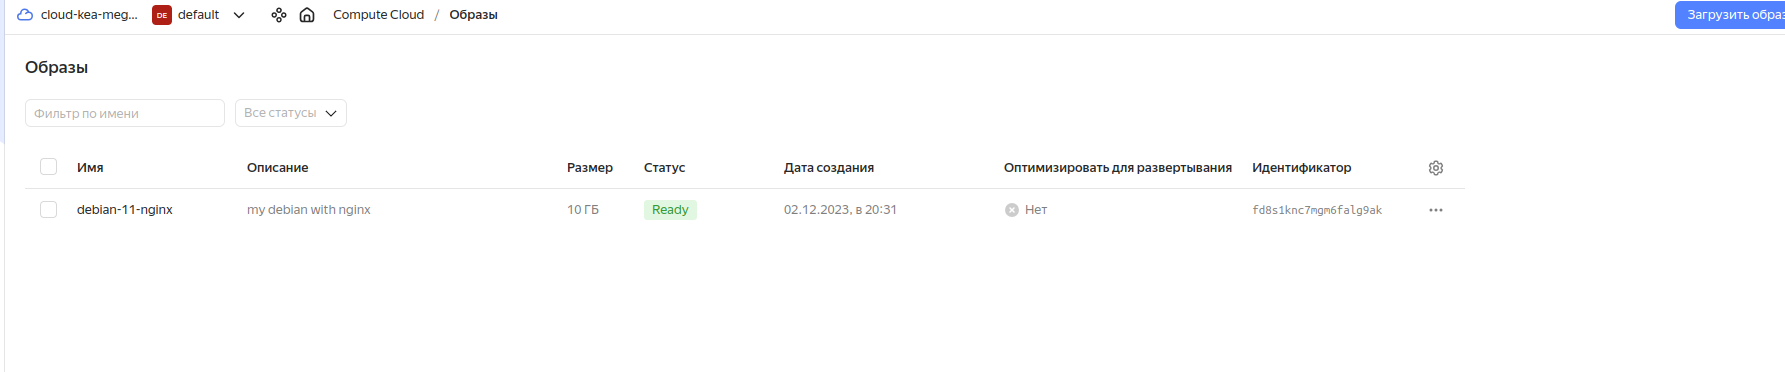 cloud-kea-meg... DE default Compute Cloud / Образы Загрузить образ
Образы
Фильтр по имени Все статусы
Имя Описание Размер Статус Дата создания Оптимизировать для развертывания Идентификатор
debian-11-nginx my debian with nginx 10 ГБ Ready 02.12.2023, в 20:31 Нет fd8s1knc7mgm6falg9ak